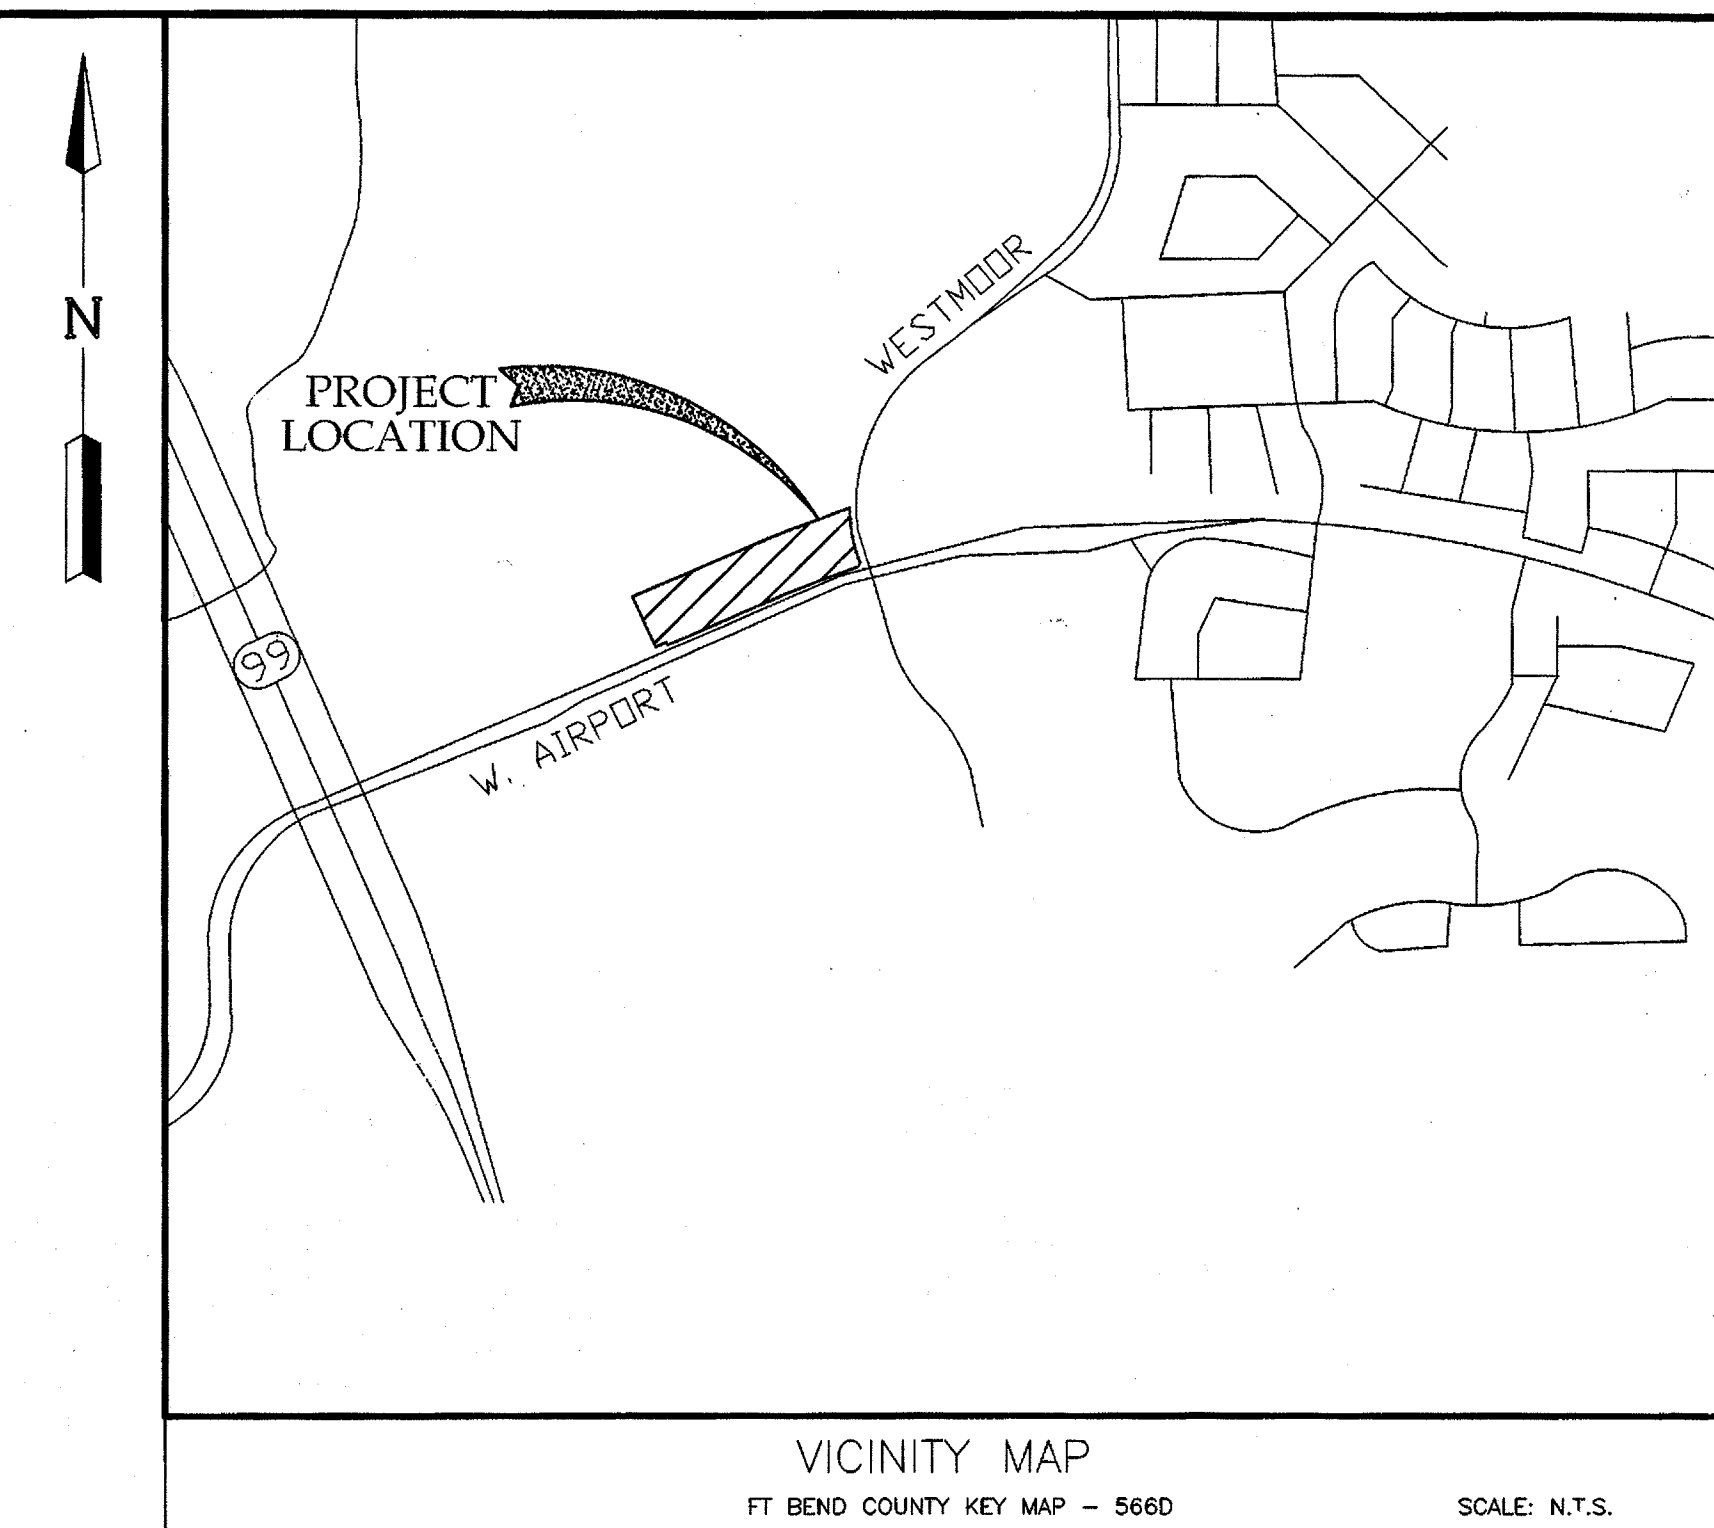 N
WESTMOOR
PROJECT
LOCATION
99
W. AIRPORT
VICINITY MAP
FT BEND COUNTY KEY MAP - 566D
SCALE: N.T.S.